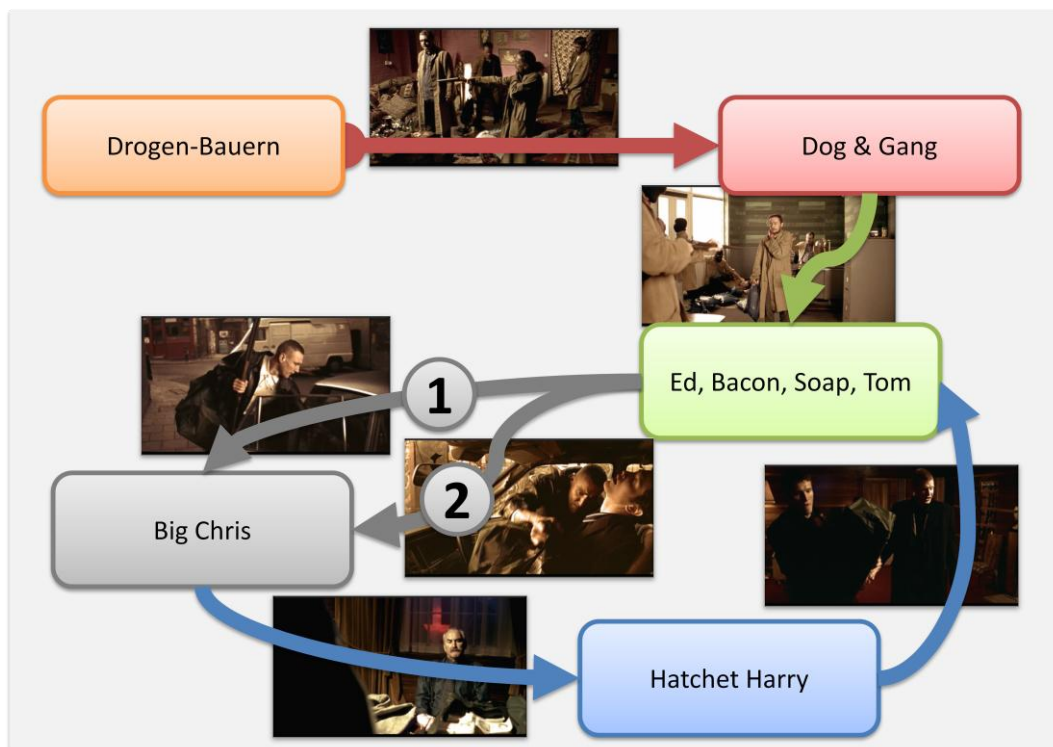 Drogen-Bauern
Dog & Gang
Ed, Bacon, Soap, Tom
1
2
Big Chris
Hatchet Harry